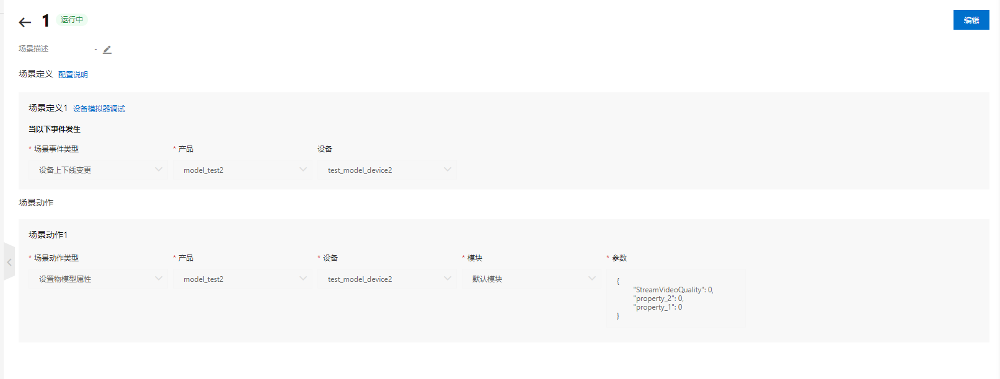 1 运行中
编辑
场景描述 -
场景定义 配置说明
场景定义1 设备模拟器调试
当以下事件发生
* 场景事件类型 * 产品 设备
设备上下线变更 model_test2 test_model_device2
场景动作
场景动作1
* 场景动作类型 * 产品 * 设备 * 模块 * 参数
设置物模型属性 model_test2 test_model_device2 默认模块
{
"StreamVideoQuality": 0,
"property_2": 0,
"property_1": 0
}